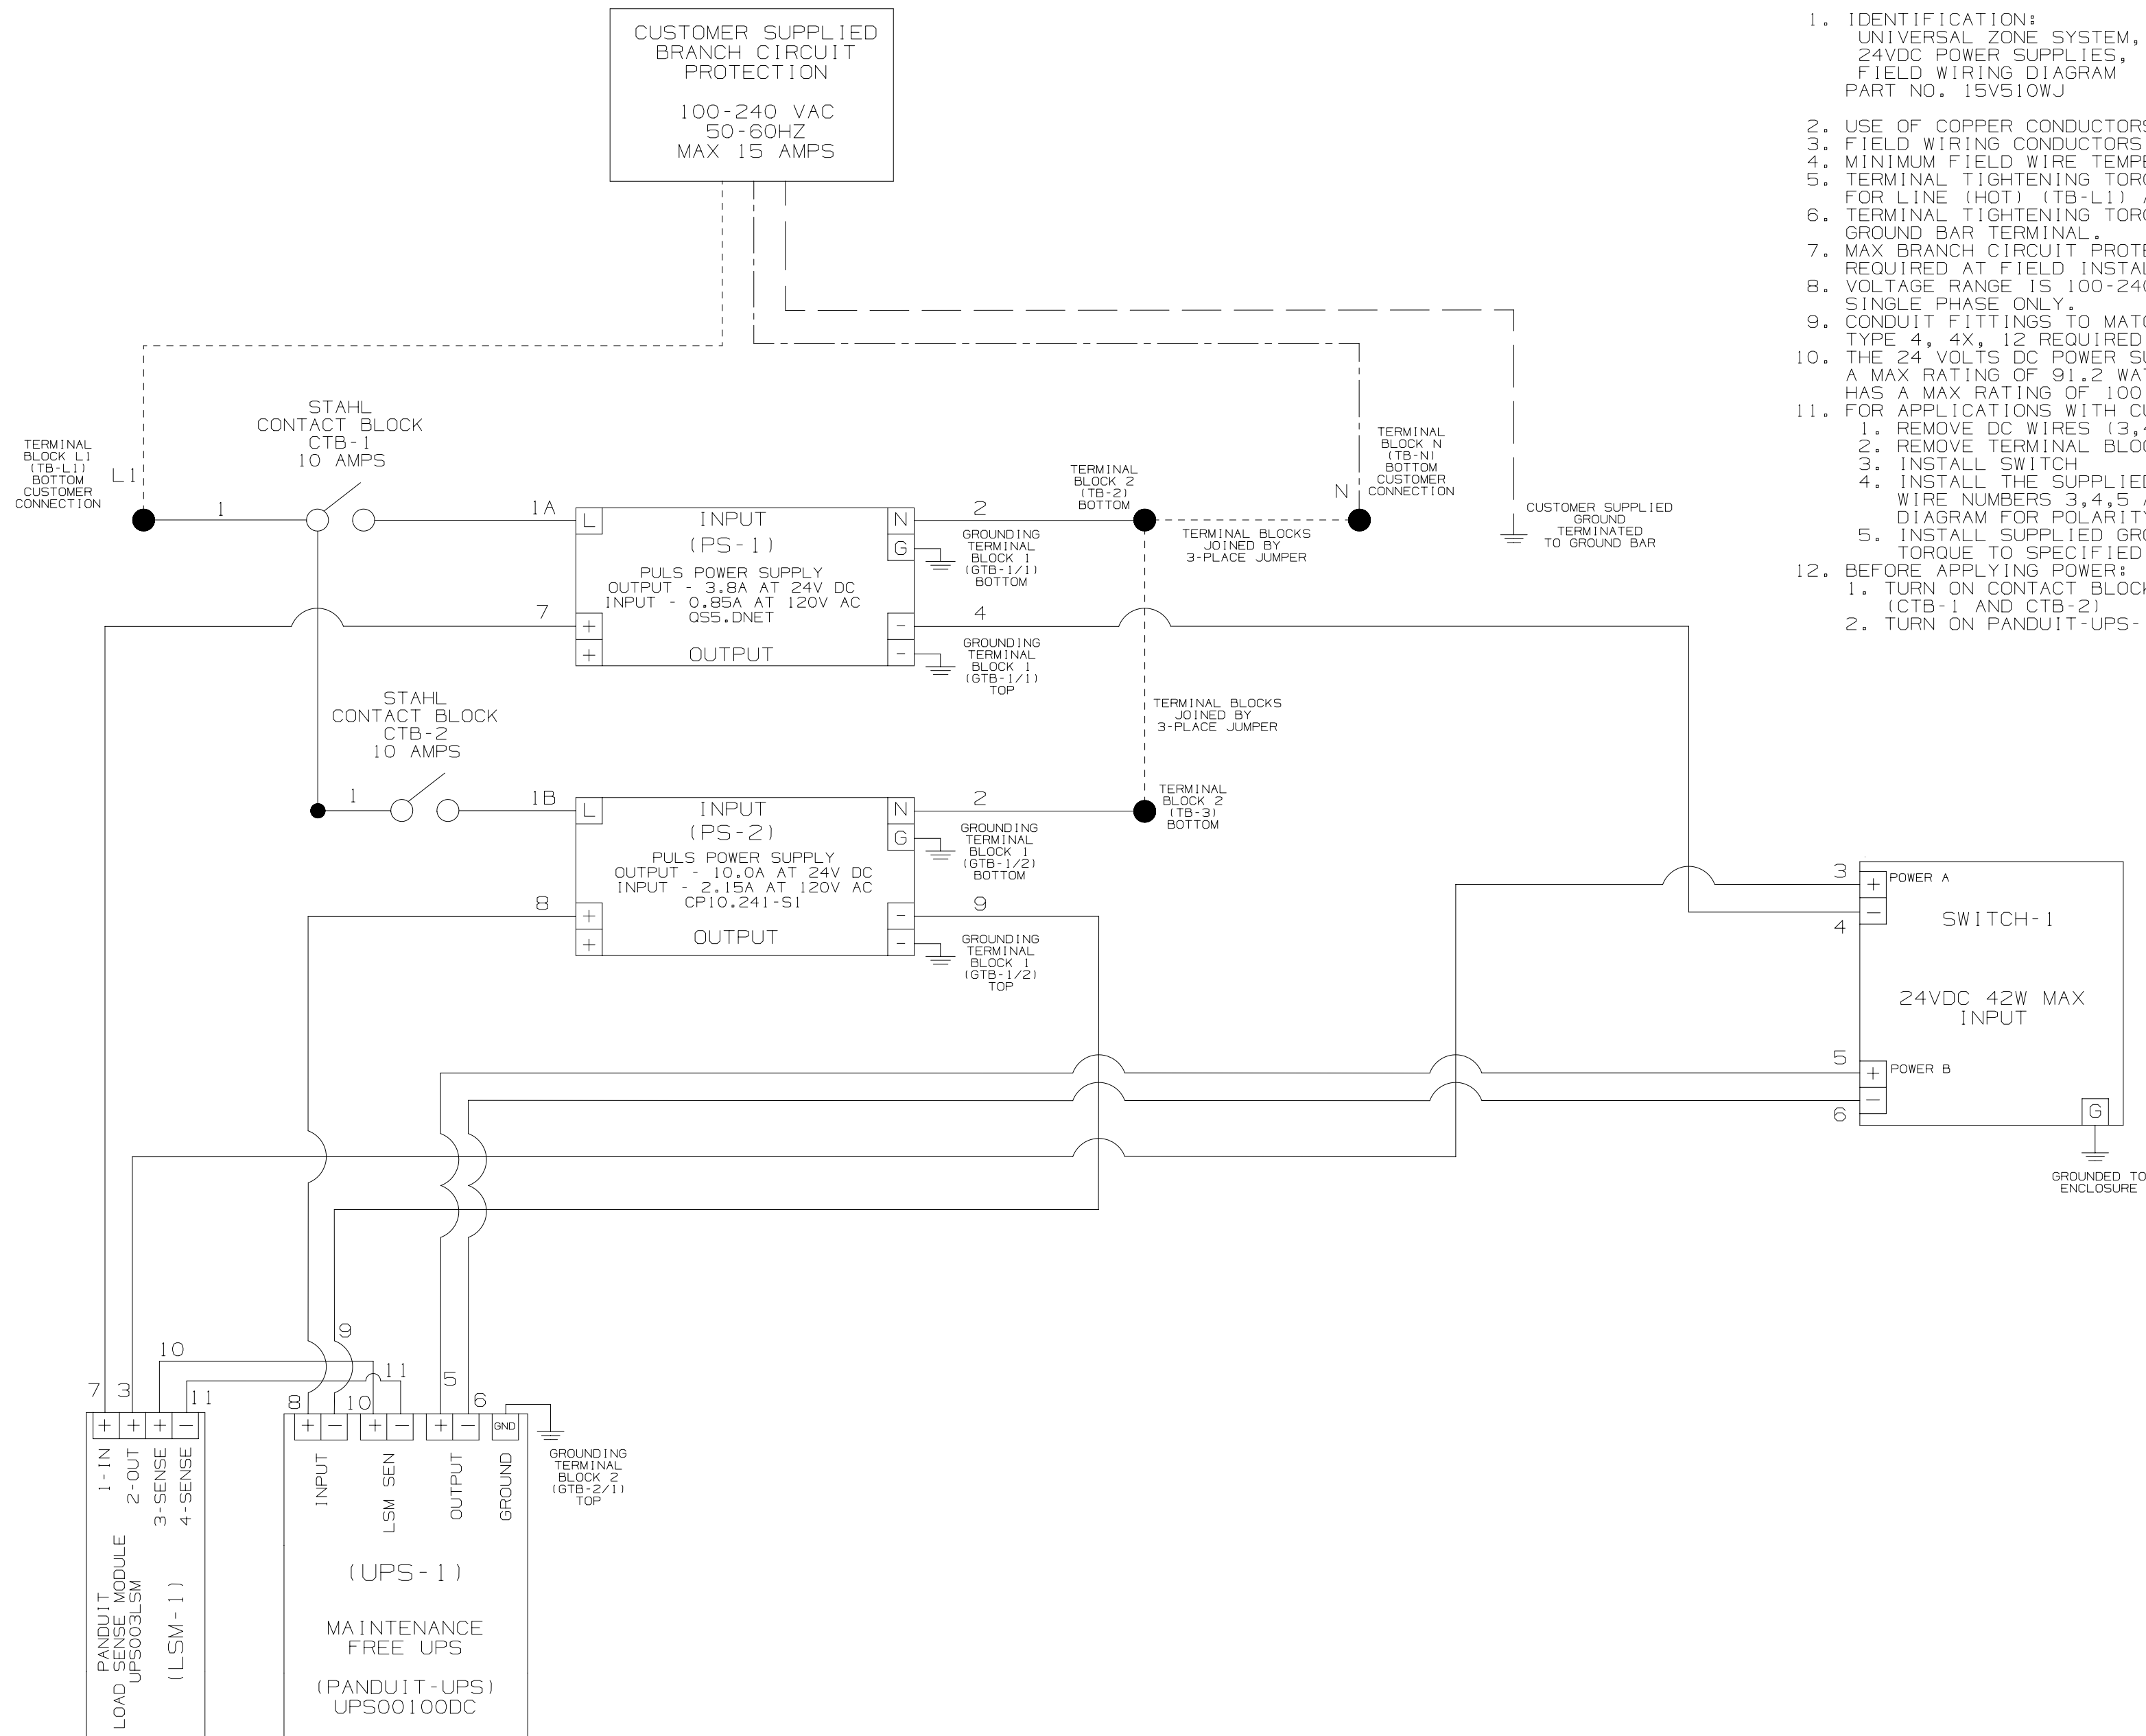 CUSTOMER SUPPLIED
BRANCH CIRCUIT
PROTECTION
100-240 VAC
50-60HZ
MAX 15 AMPS
1. IDENTIFICATION:
UNIVERSAL ZONE SYSTEM,
24VDC POWER SUPPLIES,
FIELD WIRING DIAGRAM
PART NO. 15V510WJ
2. USE OF COPPER CONDUCTORS
3. FIELD WIRING CONDUCTORS
4. MINIMUM FIELD WIRE TEMPE
5. TERMINAL TIGHTENING TORQ
FOR LINE (HOT) (TB-L1) A
6. TERMINAL TIGHTENING TORQ
GROUND BAR TERMINAL.
7. MAX BRANCH CIRCUIT PROTE
REQUIRED AT FIELD INSTAL
8. VOLTAGE RANGE IS 100-240
SINGLE PHASE ONLY.
9. CONDUIT FITTINGS TO MATC
TYPE 4, 4X, 12 REQUIRED
10. THE 24 VOLTS DC POWER SU
A MAX RATING OF 91.2 WAT
HAS A MAX RATING OF 100
11. FOR APPLICATIONS WITH CU
1. REMOVE DC WIRES (3,4
2. REMOVE TERMINAL BLOC
3. INSTALL SWITCH
4. INSTALL THE SUPPLIED
WIRE NUMBERS 3,4,5 A
DIAGRAM FOR POLARITY
5. INSTALL SUPPLIED GRO
TORQUE TO SPECIFIED
12. BEFORE APPLYING POWER:
1. TURN ON CONTACT BLOCK
(CTB-1 AND CTB-2)
2. TURN ON PANDUIT-UPS-
TERMINAL
BLOCK L1
(TB-L1)
BOTTOM
CUSTOMER
CONNECTION
L1
STAHL
CONTACT BLOCK
CTB-1
10 AMPS
1
1A
L
INPUT
(PS-1)
PULS POWER SUPPLY
OUTPUT - 3.8A AT 24V DC
INPUT - 0.85A AT 120V AC
QS5.DNET
OUTPUT
7
+
+
N
G
-
-
2
GROUNDING
TERMINAL
BLOCK 1
(GTB-1/1)
BOTTOM
4
GROUNDING
TERMINAL
BLOCK 1
(GTB-1/1)
TOP
TERMINAL
BLOCK 2
(TB-2)
BOTTOM
TERMINAL BLOCKS
JOINED BY
3-PLACE JUMPER
TERMINAL
BLOCK N
(TB-N)
BOTTOM
CUSTOMER
CONNECTION
N
CUSTOMER SUPPLIED
GROUND
TERMINATED
TO GROUND BAR
TERMINAL BLOCKS
JOINED BY
3-PLACE JUMPER
STAHL
CONTACT BLOCK
CTB-2
10 AMPS
1
1B
L
INPUT
(PS-2)
PULS POWER SUPPLY
OUTPUT - 10.0A AT 24V DC
INPUT - 2.15A AT 120V AC
CP10.241-S1
OUTPUT
8
+
+
N
G
-
-
2
GROUNDING
TERMINAL
BLOCK 1
(GTB-1/2)
BOTTOM
9
GROUNDING
TERMINAL
BLOCK 1
(GTB-1/2)
TOP
TERMINAL
BLOCK 2
(TB-3)
BOTTOM
3
+
POWER A
-
4
SWITCH-1
24VDC 42W MAX
INPUT
5
+
POWER B
-
6
G
GROUNDED TO
ENCLOSURE
7
3
10
11
+ + + -
1-IN
2-OUT
3-SENSE
4-SENSE
PANDUIT
LOAD SENSE MODULE
UPS003LSM
(LSM-1)
8
9
10
11
5
6
+ - + - + - GND
INPUT
LSM SEN
OUTPUT
GROUND
GROUNDING
TERMINAL
BLOCK 2
(GTB-2/1)
TOP
(UPS-1)
MAINTENANCE
FREE UPS
(PANDUIT-UPS)
UPS00100DC